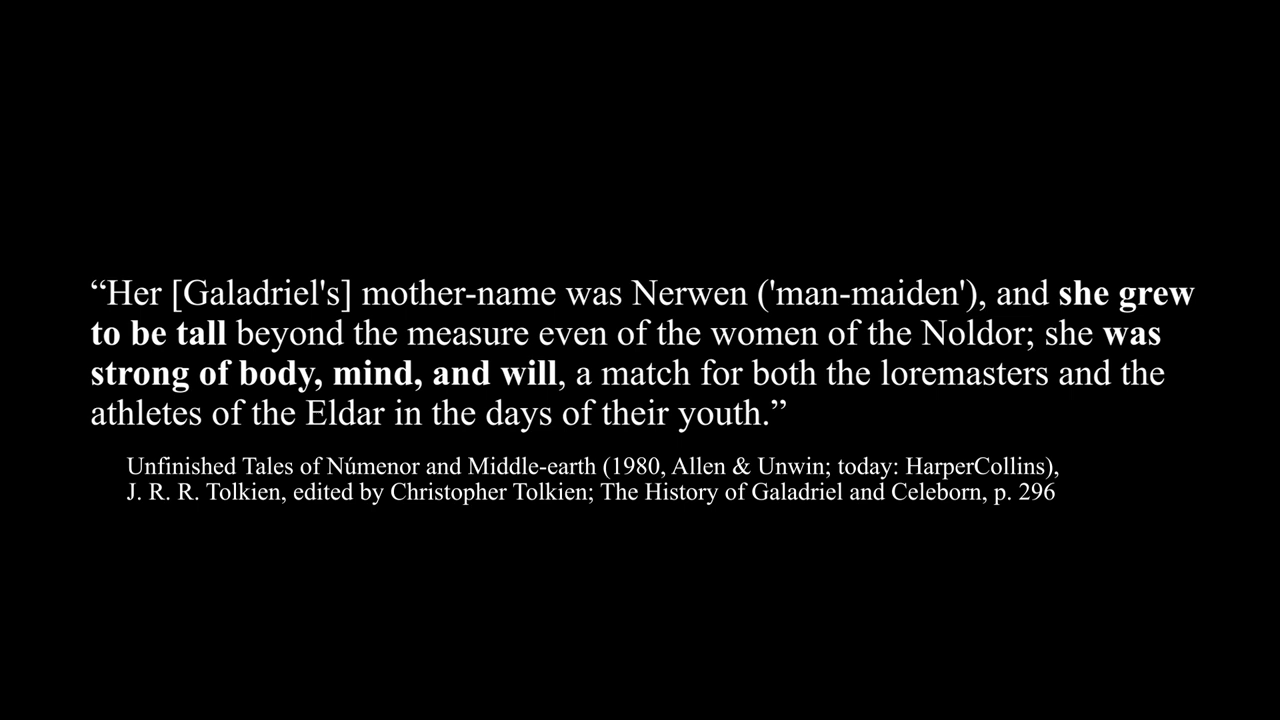 “Her [Galadriel's] mother-name was Nerwen ('man-maiden'), and she grew
to be tall beyond the measure even of the women of the Noldor; she was
strong of body, mind, and will, a match for both the loremasters and the
athletes of the Eldar in the days of their youth.”
Unfinished Tales of Númenor and Middle-earth (1980, Allen & Unwin; today: HarperCollins),
J. R. R. Tolkien, edited by Christopher Tolkien; The History of Galadriel and Celeborn, p. 296